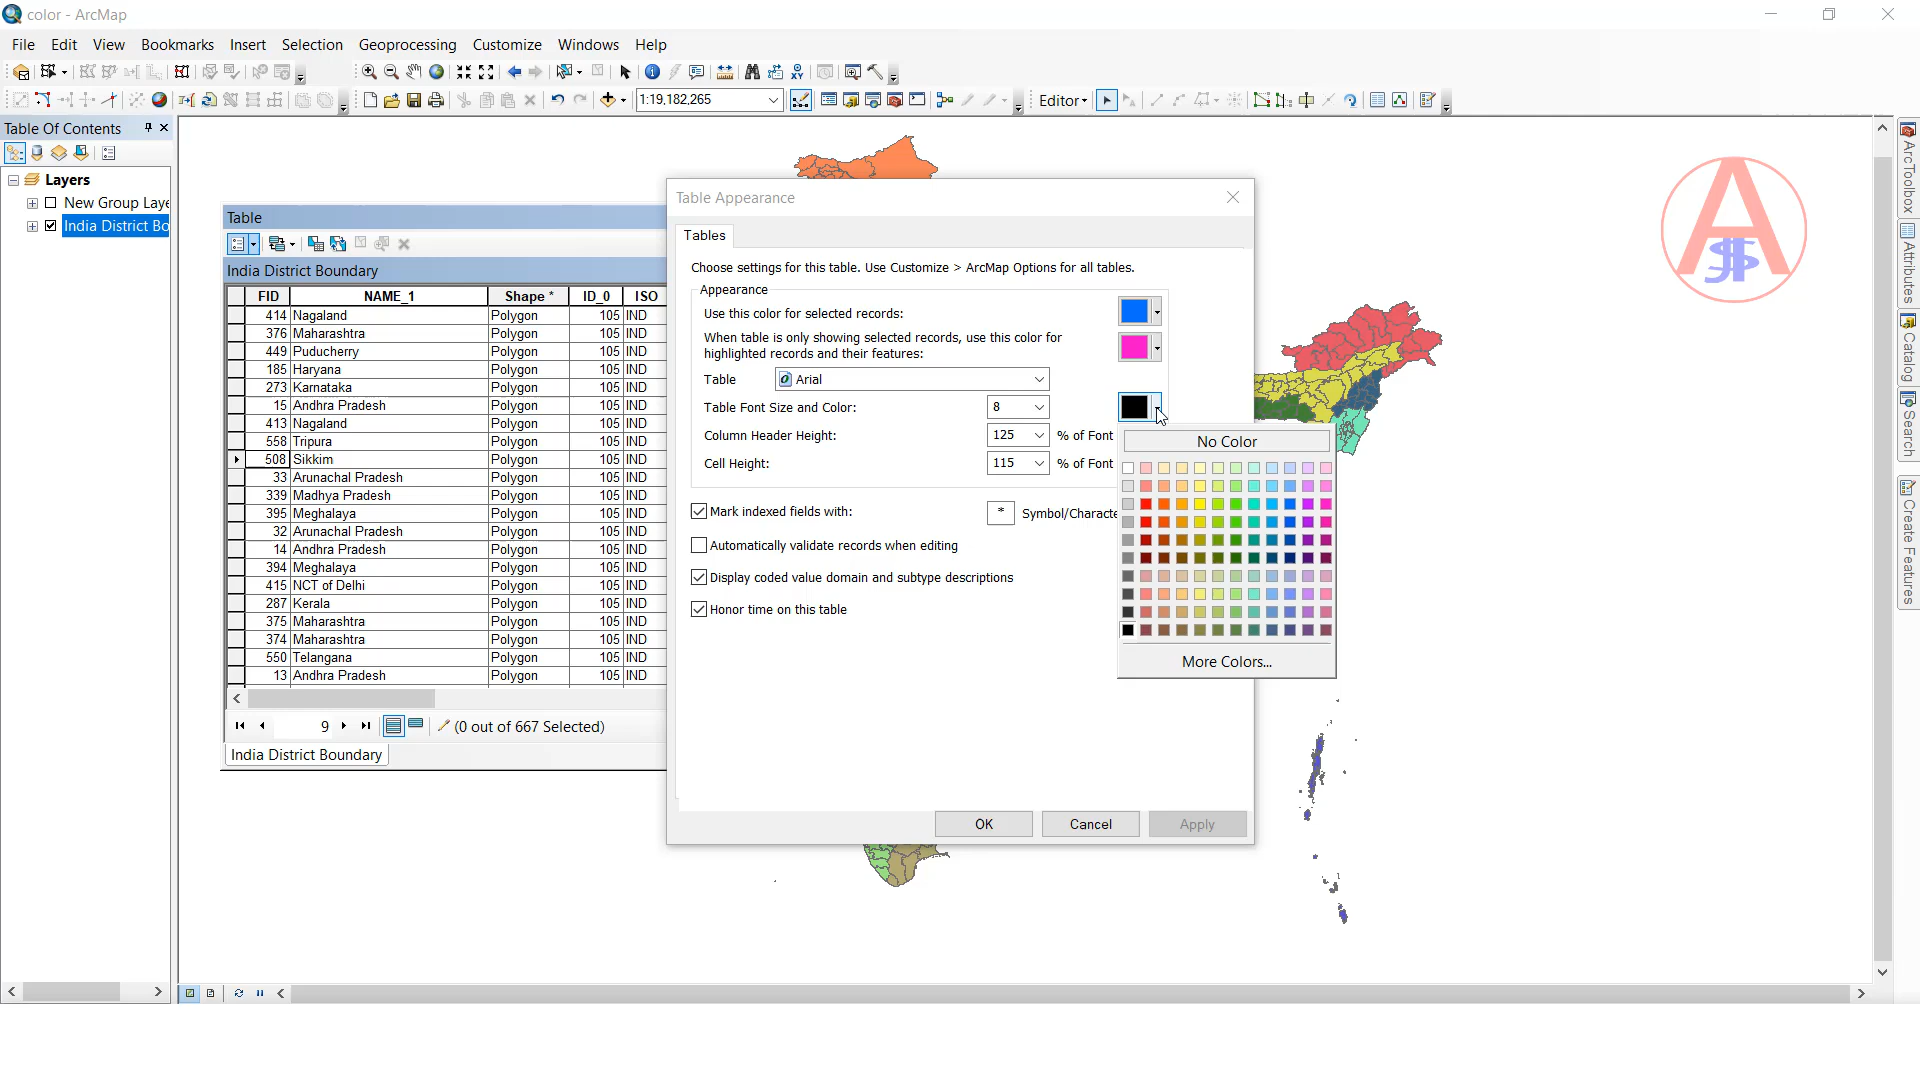 color - ArcMap
File Edit View Bookmarks Insert Selection Geoprocessing Customize Windows Help
1:19,182,265
Editor
Table Of Contents
Layers
New Group Laye
India District Bo
Table
India District Boundary
FID NAME_1 Shape * ID_0 ISO
414 Nagaland Polygon 105 IND
376 Maharashtra Polygon 105 IND
449 Puducherry Polygon 105 IND
185 Haryana Polygon 105 IND
273 Karnataka Polygon 105 IND
15 Andhra Pradesh Polygon 105 IND
413 Nagaland Polygon 105 IND
558 Tripura Polygon 105 IND
508 Sikkim Polygon 105 IND
33 Arunachal Pradesh Polygon 105 IND
339 Madhya Pradesh Polygon 105 IND
395 Meghalaya Polygon 105 IND
32 Arunachal Pradesh Polygon 105 IND
14 Andhra Pradesh Polygon 105 IND
394 Meghalaya Polygon 105 IND
415 NCT of Delhi Polygon 105 IND
287 Kerala Polygon 105 IND
375 Maharashtra Polygon 105 IND
374 Maharashtra Polygon 105 IND
550 Telangana Polygon 105 IND
13 Andhra Pradesh Polygon 105 IND
9 (0 out of 667 Selected)
India District Boundary
Table Appearance
Tables
Choose settings for this table. Use Customize > ArcMap Options for all tables.
Appearance
Use this color for selected records:
When table is only showing selected records, use this color for
highlighted records and their features:
Table Arial
Table Font Size and Color: 8
Column Header Height: 125 % of Font
Cell Height: 115 % of Font
Mark indexed fields with: * Symbol/Characte
Automatically validate records when editing
Display coded value domain and subtype descriptions
Honor time on this table
OK Cancel Apply
No Color
More Colors...
ArcToolbox
Attributes
Catalog
Search
Create Features